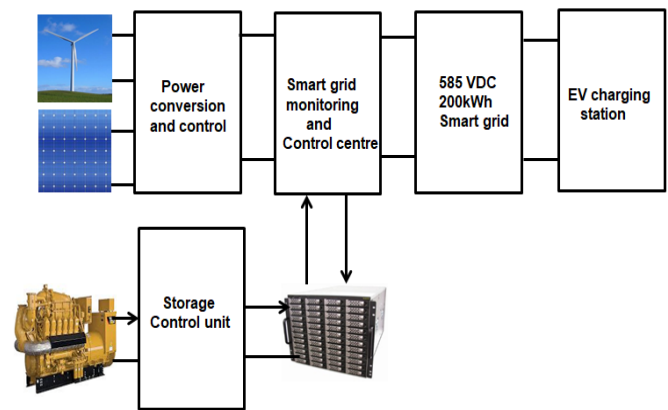 Power
conversion
and control
Smart grid
monitoring
and
Control centre
585 VDC
200kWh
Smart grid
EV charging
station
Storage
Control unit